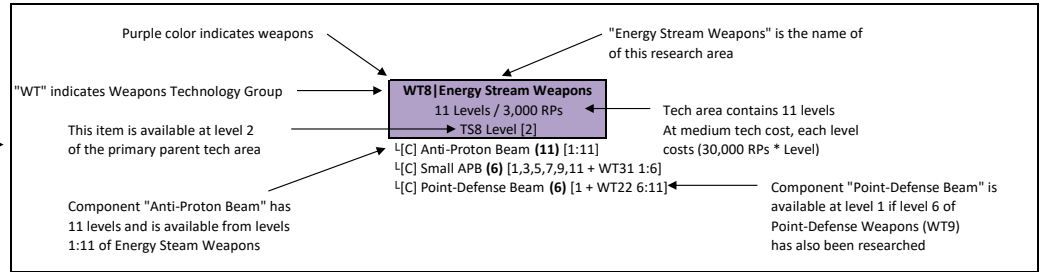 Purple color indicates weapons
"Energy Stream Weapons" is the name of
of this research area
"WT" indicates Weapons Technology Group
WT8|Energy Stream Weapons
11 Levels / 3,000 RPs
TS8 Level [2]
Tech area contains 11 levels
At medium tech cost, each level
costs (30,000 RPs * Level)
This item is available at level 2
of the primary parent tech area
└[C] Anti-Proton Beam (11) [1:11]
└[C] Small APB (6) [1,3,5,7,9,11 + WT31 1:6]
└[C] Point-Defense Beam (6) [1 + WT22 6:11]
Component "Anti-Proton Beam" has
11 levels and is available from levels
1:11 of Energy Steam Weapons
Component "Point-Defense Beam" is
available at level 1 if level 6 of
Point-Defense Weapons (WT9)
has also been researched